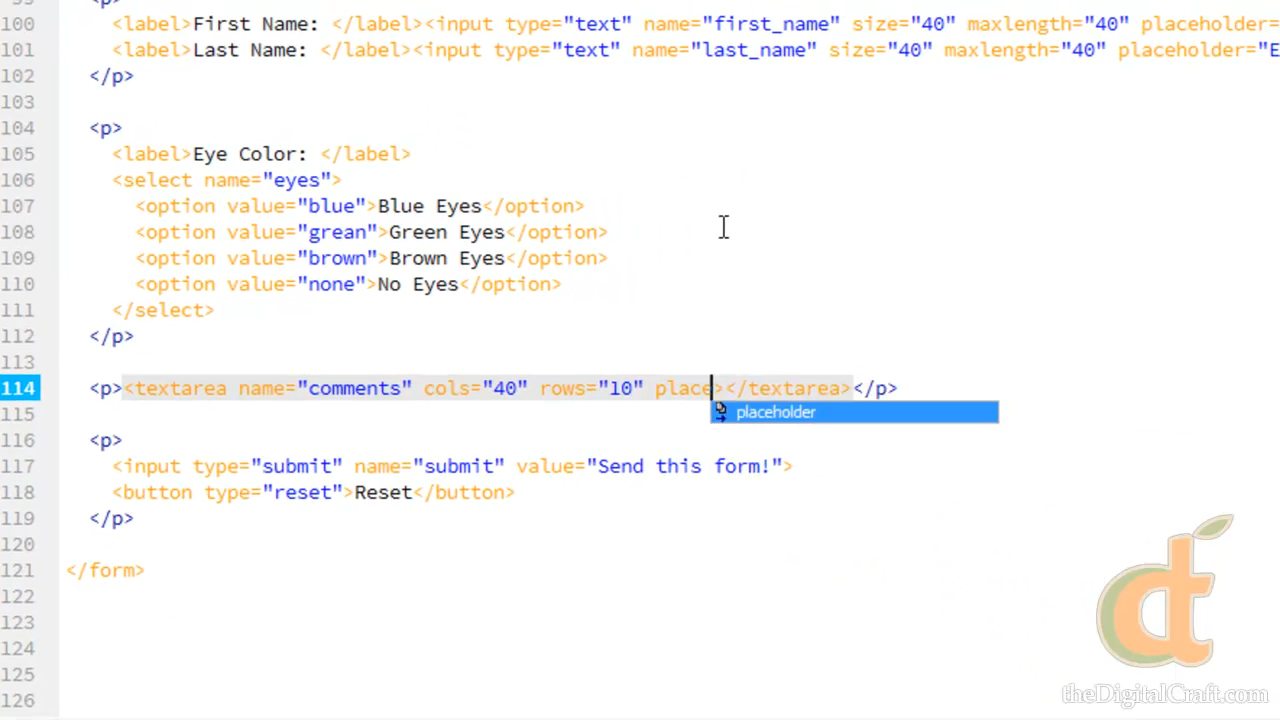 99 <p>
100 <label>First Name: </label><input type="text" name="first_name" size="40" maxlength="40" placeholder=
101 <label>Last Name: </label><input type="text" name="last_name" size="40" maxlength="40" placeholder="E
102 </p>
103
104 <p>
105 <label>Eye Color: </label>
106 <select name="eyes">
107 <option value="blue">Blue Eyes</option>
108 <option value="grean">Green Eyes</option>
109 <option value="brown">Brown Eyes</option>
110 <option value="none">No Eyes</option>
111 </select>
112 </p>
113
114 <p><textarea name="comments" cols="40" rows="10" place></textarea></p>
placeholder
115
116 <p>
117 <input type="submit" name="submit" value="Send this form!">
118 <button type="reset">Reset</button>
119 </p>
120
121 </form>
122
123
124
125
126
theDigitalCraft.com